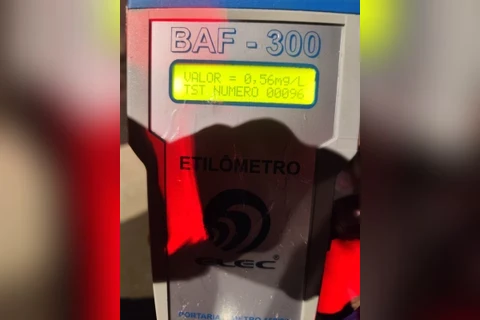 BAF - 300
VALOR = 0,56mg/L
TST NUMERO 00096
ETILÔMETRO
ELEC®